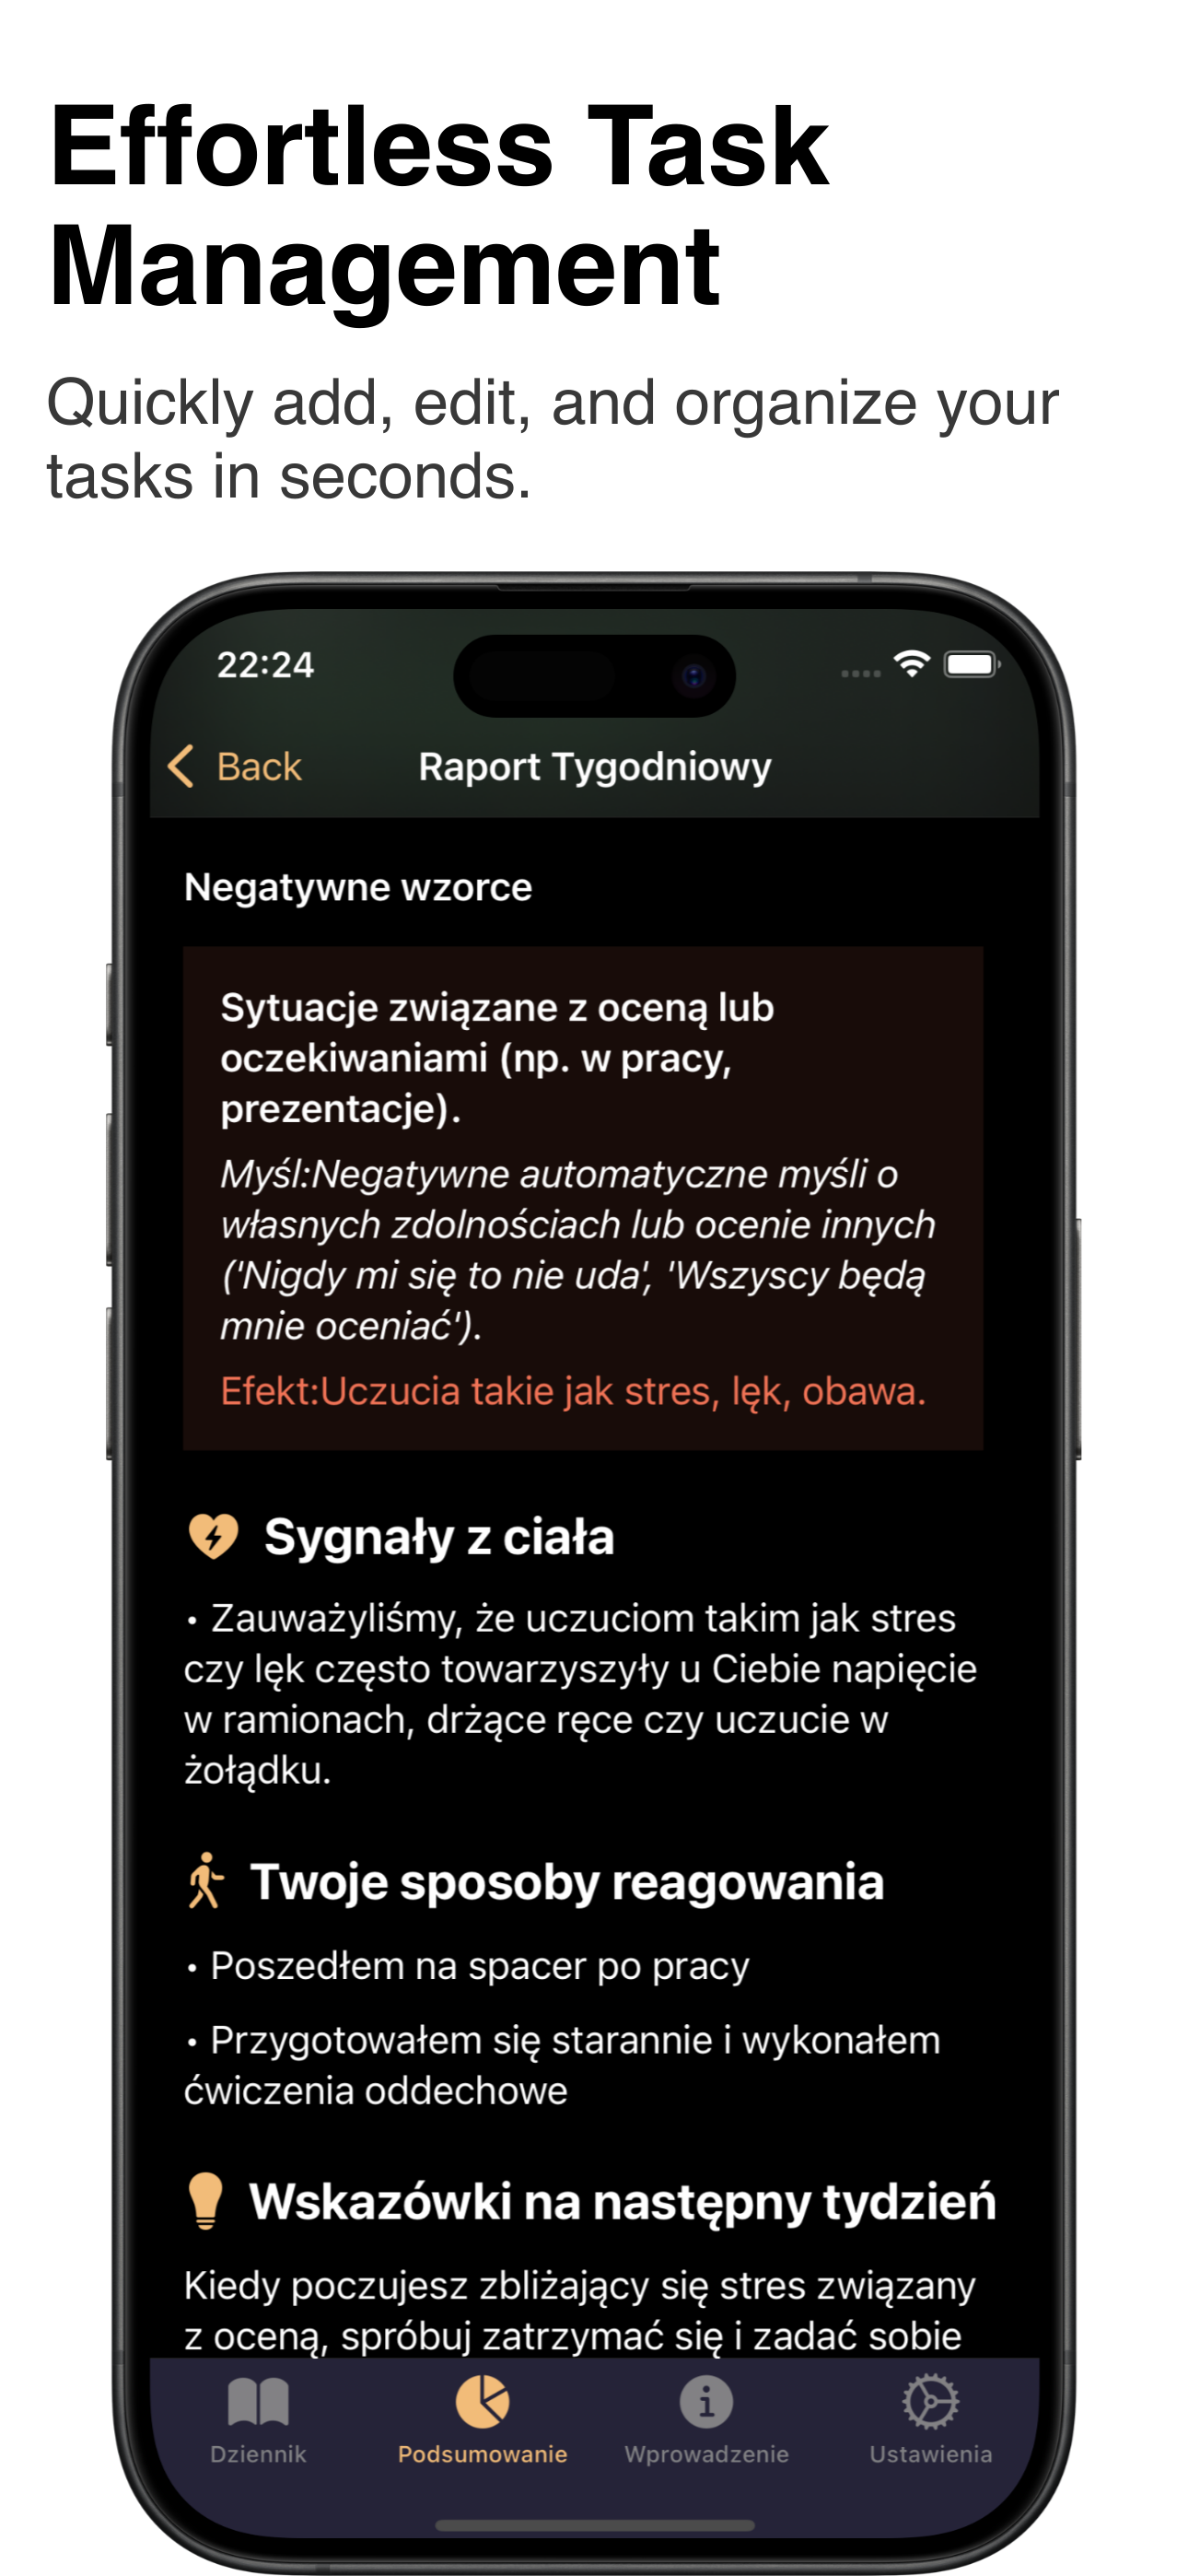 Effortless Task
Management
Quickly add, edit, and organize your
tasks in seconds.
22:24
Back
Raport Tygodniowy
Negatywne wzorce
Sytuacje związane z oceną lub
oczekiwaniami (np. w pracy,
prezentacje).
Myśl:Negatywne automatyczne myśli o
własnych zdolnościach lub ocenie innych
('Nigdy mi się to nie uda', 'Wszyscy będą
mnie oceniać').
Efekt:Uczucia takie jak stres, lęk, obawa.
Sygnały z ciała
• Zauważyliśmy, że uczuciom takim jak stres
czy lęk często towarzyszyły u Ciebie napięcie
w ramionach, drżące ręce czy uczucie w
żołądku.
Twoje sposoby reagowania
• Poszedłem na spacer po pracy
• Przygotowałem się starannie i wykonałem
ćwiczenia oddechowe
Wskazówki na następny tydzień
Kiedy poczujesz zbliżający się stres związany
z oceną, spróbuj zatrzymać się i zadać sobie
Dziennik
Podsumowanie
Wprowadzenie
Ustawienia